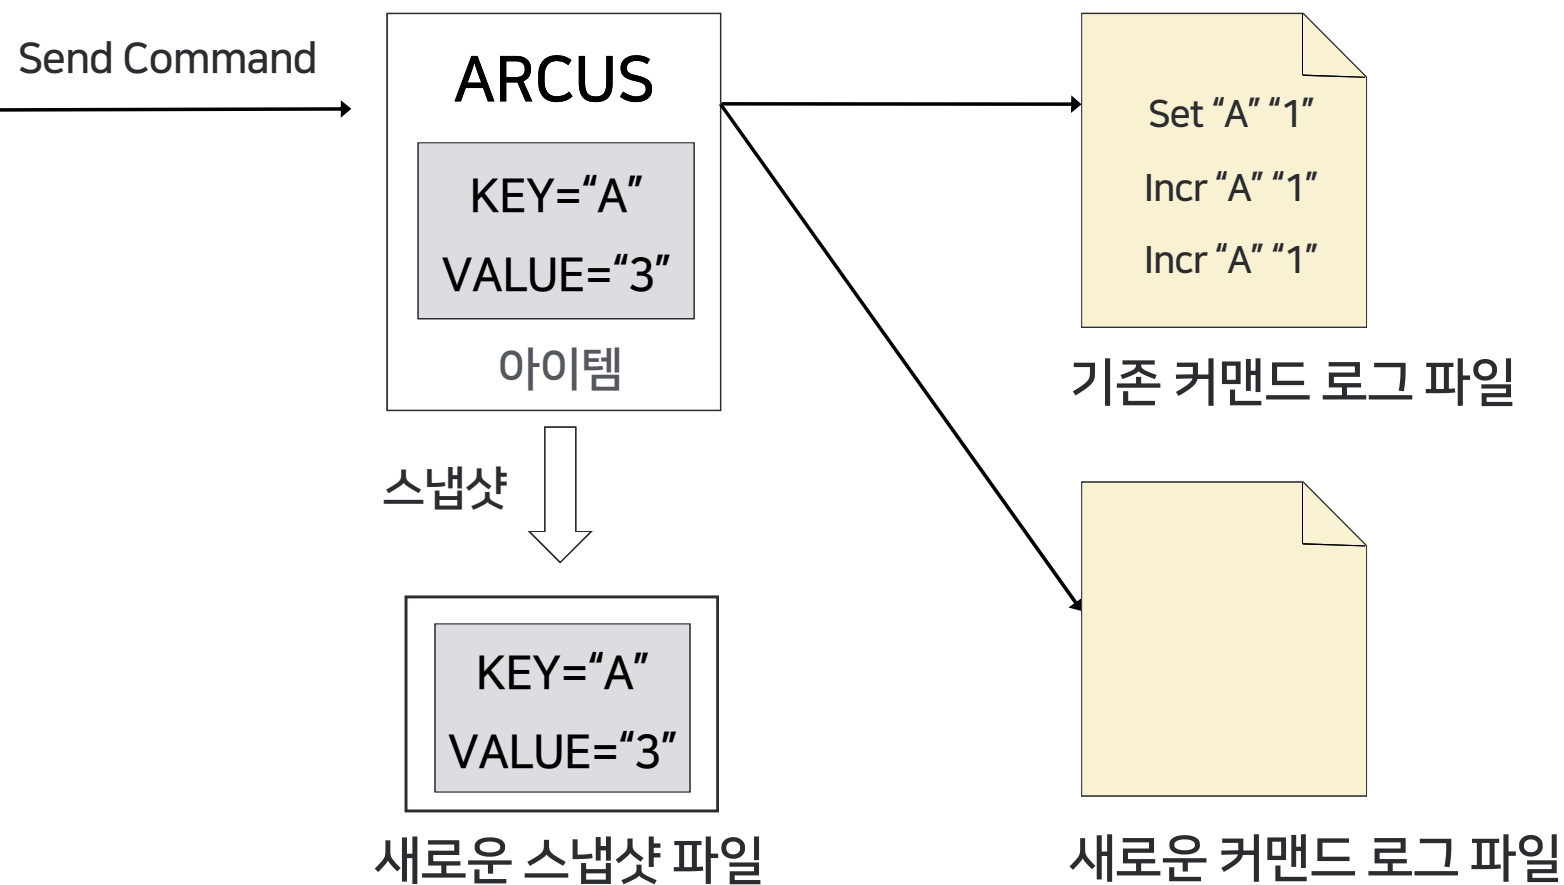 Send Command
ARCUS
KEY=“A”
VALUE=“3”
아이템
Set “A” “1”
Incr “A” “1”
Incr “A” “1”
기존 커맨드 로그 파일
스냅샷
KEY=“A”
VALUE=“3”
새로운 스냅샷 파일
새로운 커맨드 로그 파일